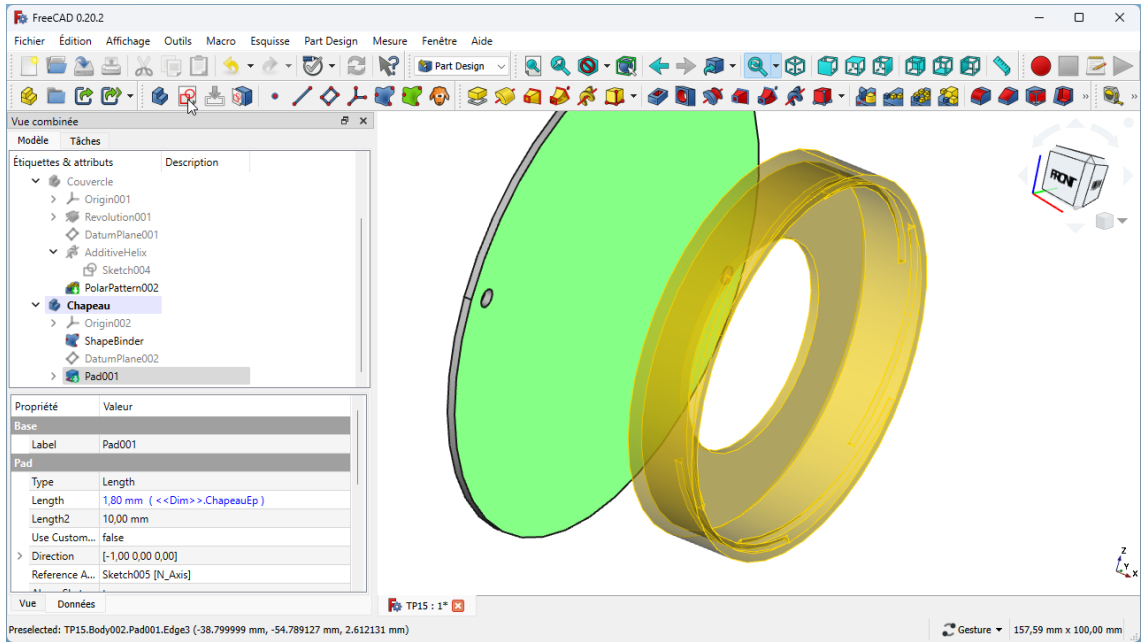 FreeCAD 0.20.2
Fichier Édition Affichage Outils Macro Esquisse Part Design Mesure Fenêtre Aide
Part Design
Vue combinée
Modèle Tâches
Étiquettes & attributs Description
Couvercle
Origin001
Revolution001
DatumPlane001
AdditiveHelix
Sketch004
PolarPattern002
Chapeau
Origin002
ShapeBinder
DatumPlane002
Pad001
Propriété Valeur
Base
Label Pad001
Pad
Type Length
Length 1,80 mm ( <<Dim>>.ChapeauEp )
Length2 10,00 mm
Use Custom... false
Direction [-1,00 0,00 0,00]
Reference A... Sketch005 [N_Axis]
Vue Données
FRONT
Z
Y
X
TP15 : 1*
Preselected: TP15.Body002.Pad001.Edge3 (-38.799999 mm, -54.789127 mm, 2.612131 mm)
Gesture 157,59 mm x 100,00 mm